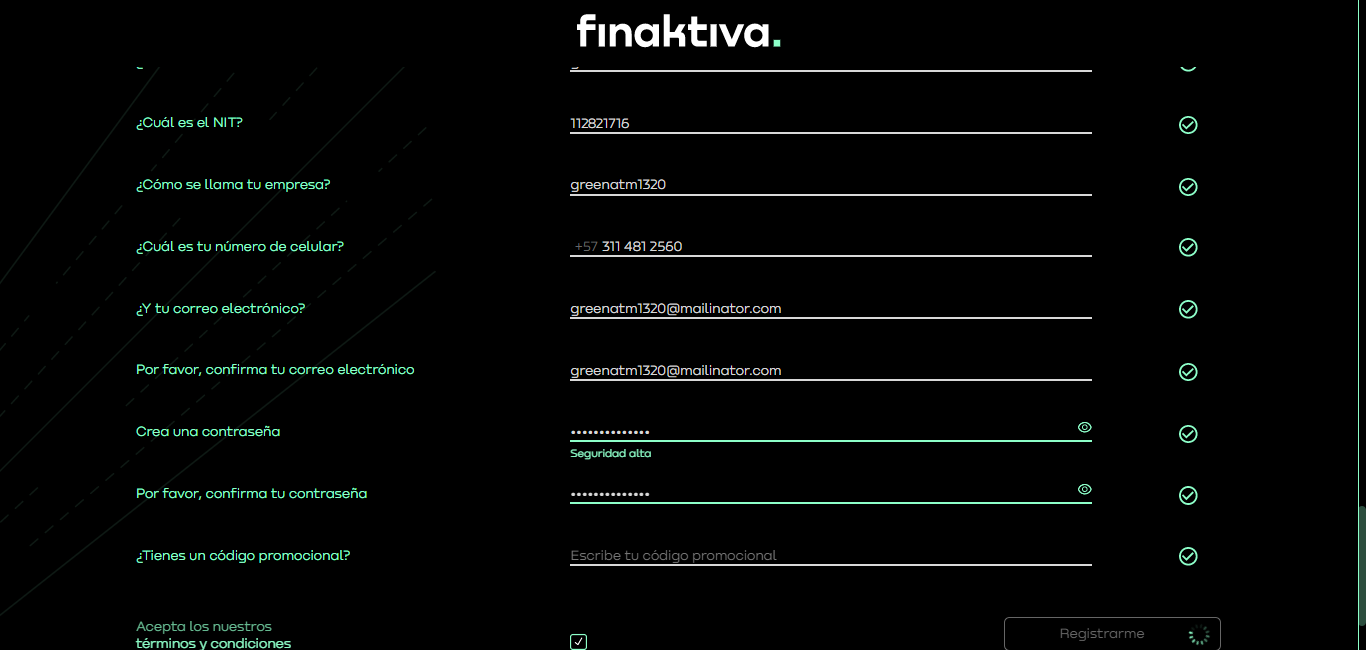 finaktiva.
¿Cuál es el NIT?
112821716
¿Cómo se llama tu empresa?
greenatm1320
¿Cuál es tu número de celular?
+57 311 481 2560
¿Y tu correo electrónico?
greenatm1320@mailinator.com
Por favor, confirma tu correo electrónico
greenatm1320@mailinator.com
Crea una contraseña
••••••••••••••
Seguridad alta
Por favor, confirma tu contraseña
••••••••••••••
¿Tienes un código promocional?
Escribe tu código promocional
Acepta los nuestros
términos y condiciones
Registrarme